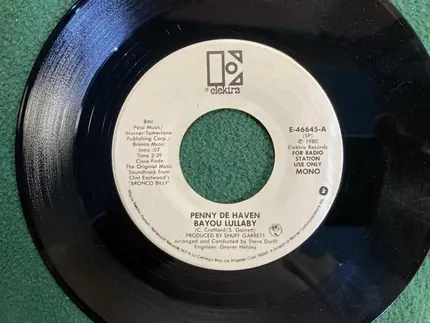 elektra
BMI
Peso Music/
Warner-Tamerlane
Publishing Corp./
Bronco Music
Intro :07
Time 2:39
Close Fade
The Original Music
Soundtrack from
Clint Eastwood's
"BRONCO BILLY"
E-46645-A
(SP)
℗ 1980
Elektra Records
FOR RADIO
STATION
USE ONLY
MONO
PENNY DE HAVEN
BAYOU LULLABY
(C. Crofford/S. Garrett)
PRODUCED BY SNUFF GARRETT
Arranged and Conducted by Steve Dorff
Engineer: Grover Helsley